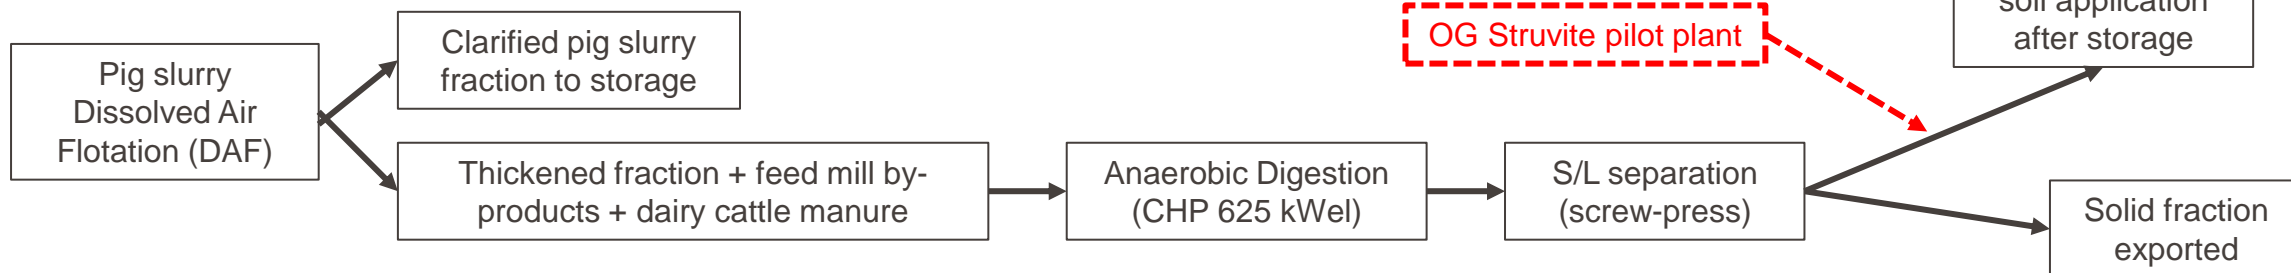 Pig slurry
Dissolved Air
Flotation (DAF)
Clarified pig slurry
fraction to storage
Thickened fraction + feed mill by-
products + dairy cattle manure
Anaerobic Digestion
(CHP 625 kWel)
OG Struvite pilot plant
S/L separation
(screw-press)
soil application
after storage
Solid fraction
exported